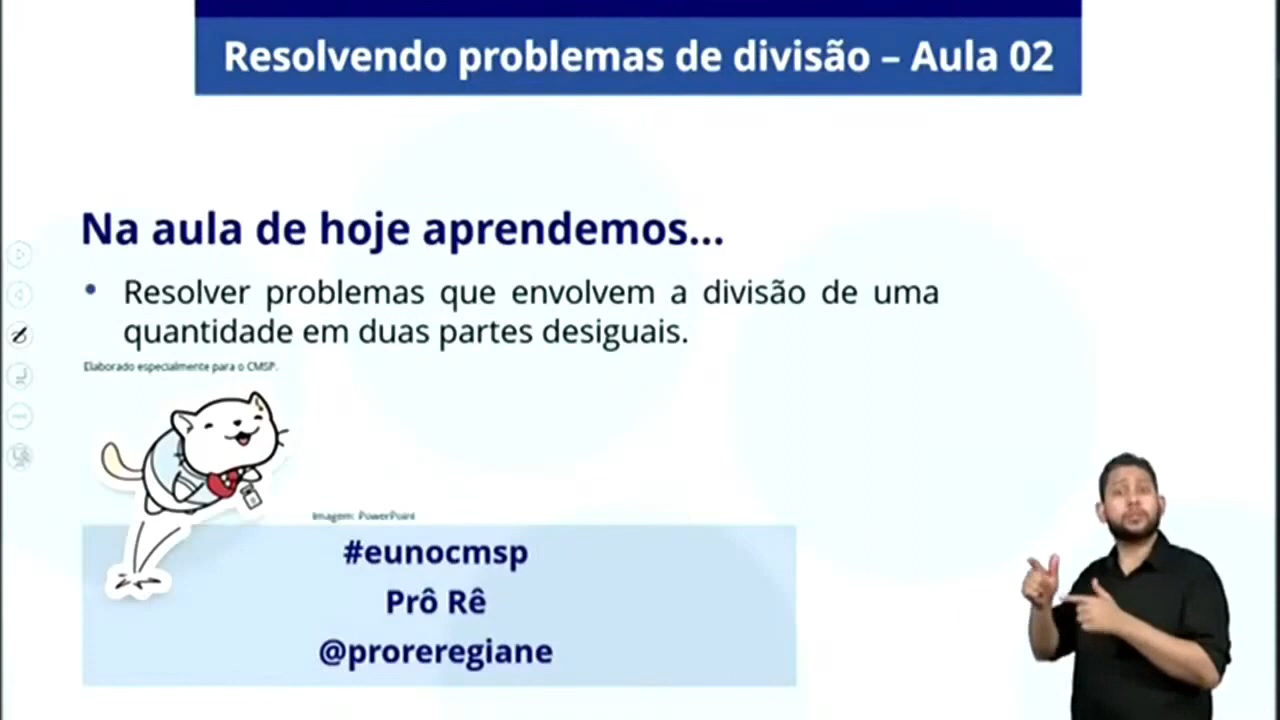 Resolvendo problemas de divisão – Aula 02
Na aula de hoje aprendemos...
• Resolver problemas que envolvem a divisão de uma
quantidade em duas partes desiguais.
Elaborado especialmente para o CMSP.
Imagem: PowerPoint
#eunocmsp
Prô Rê
@proreregiane